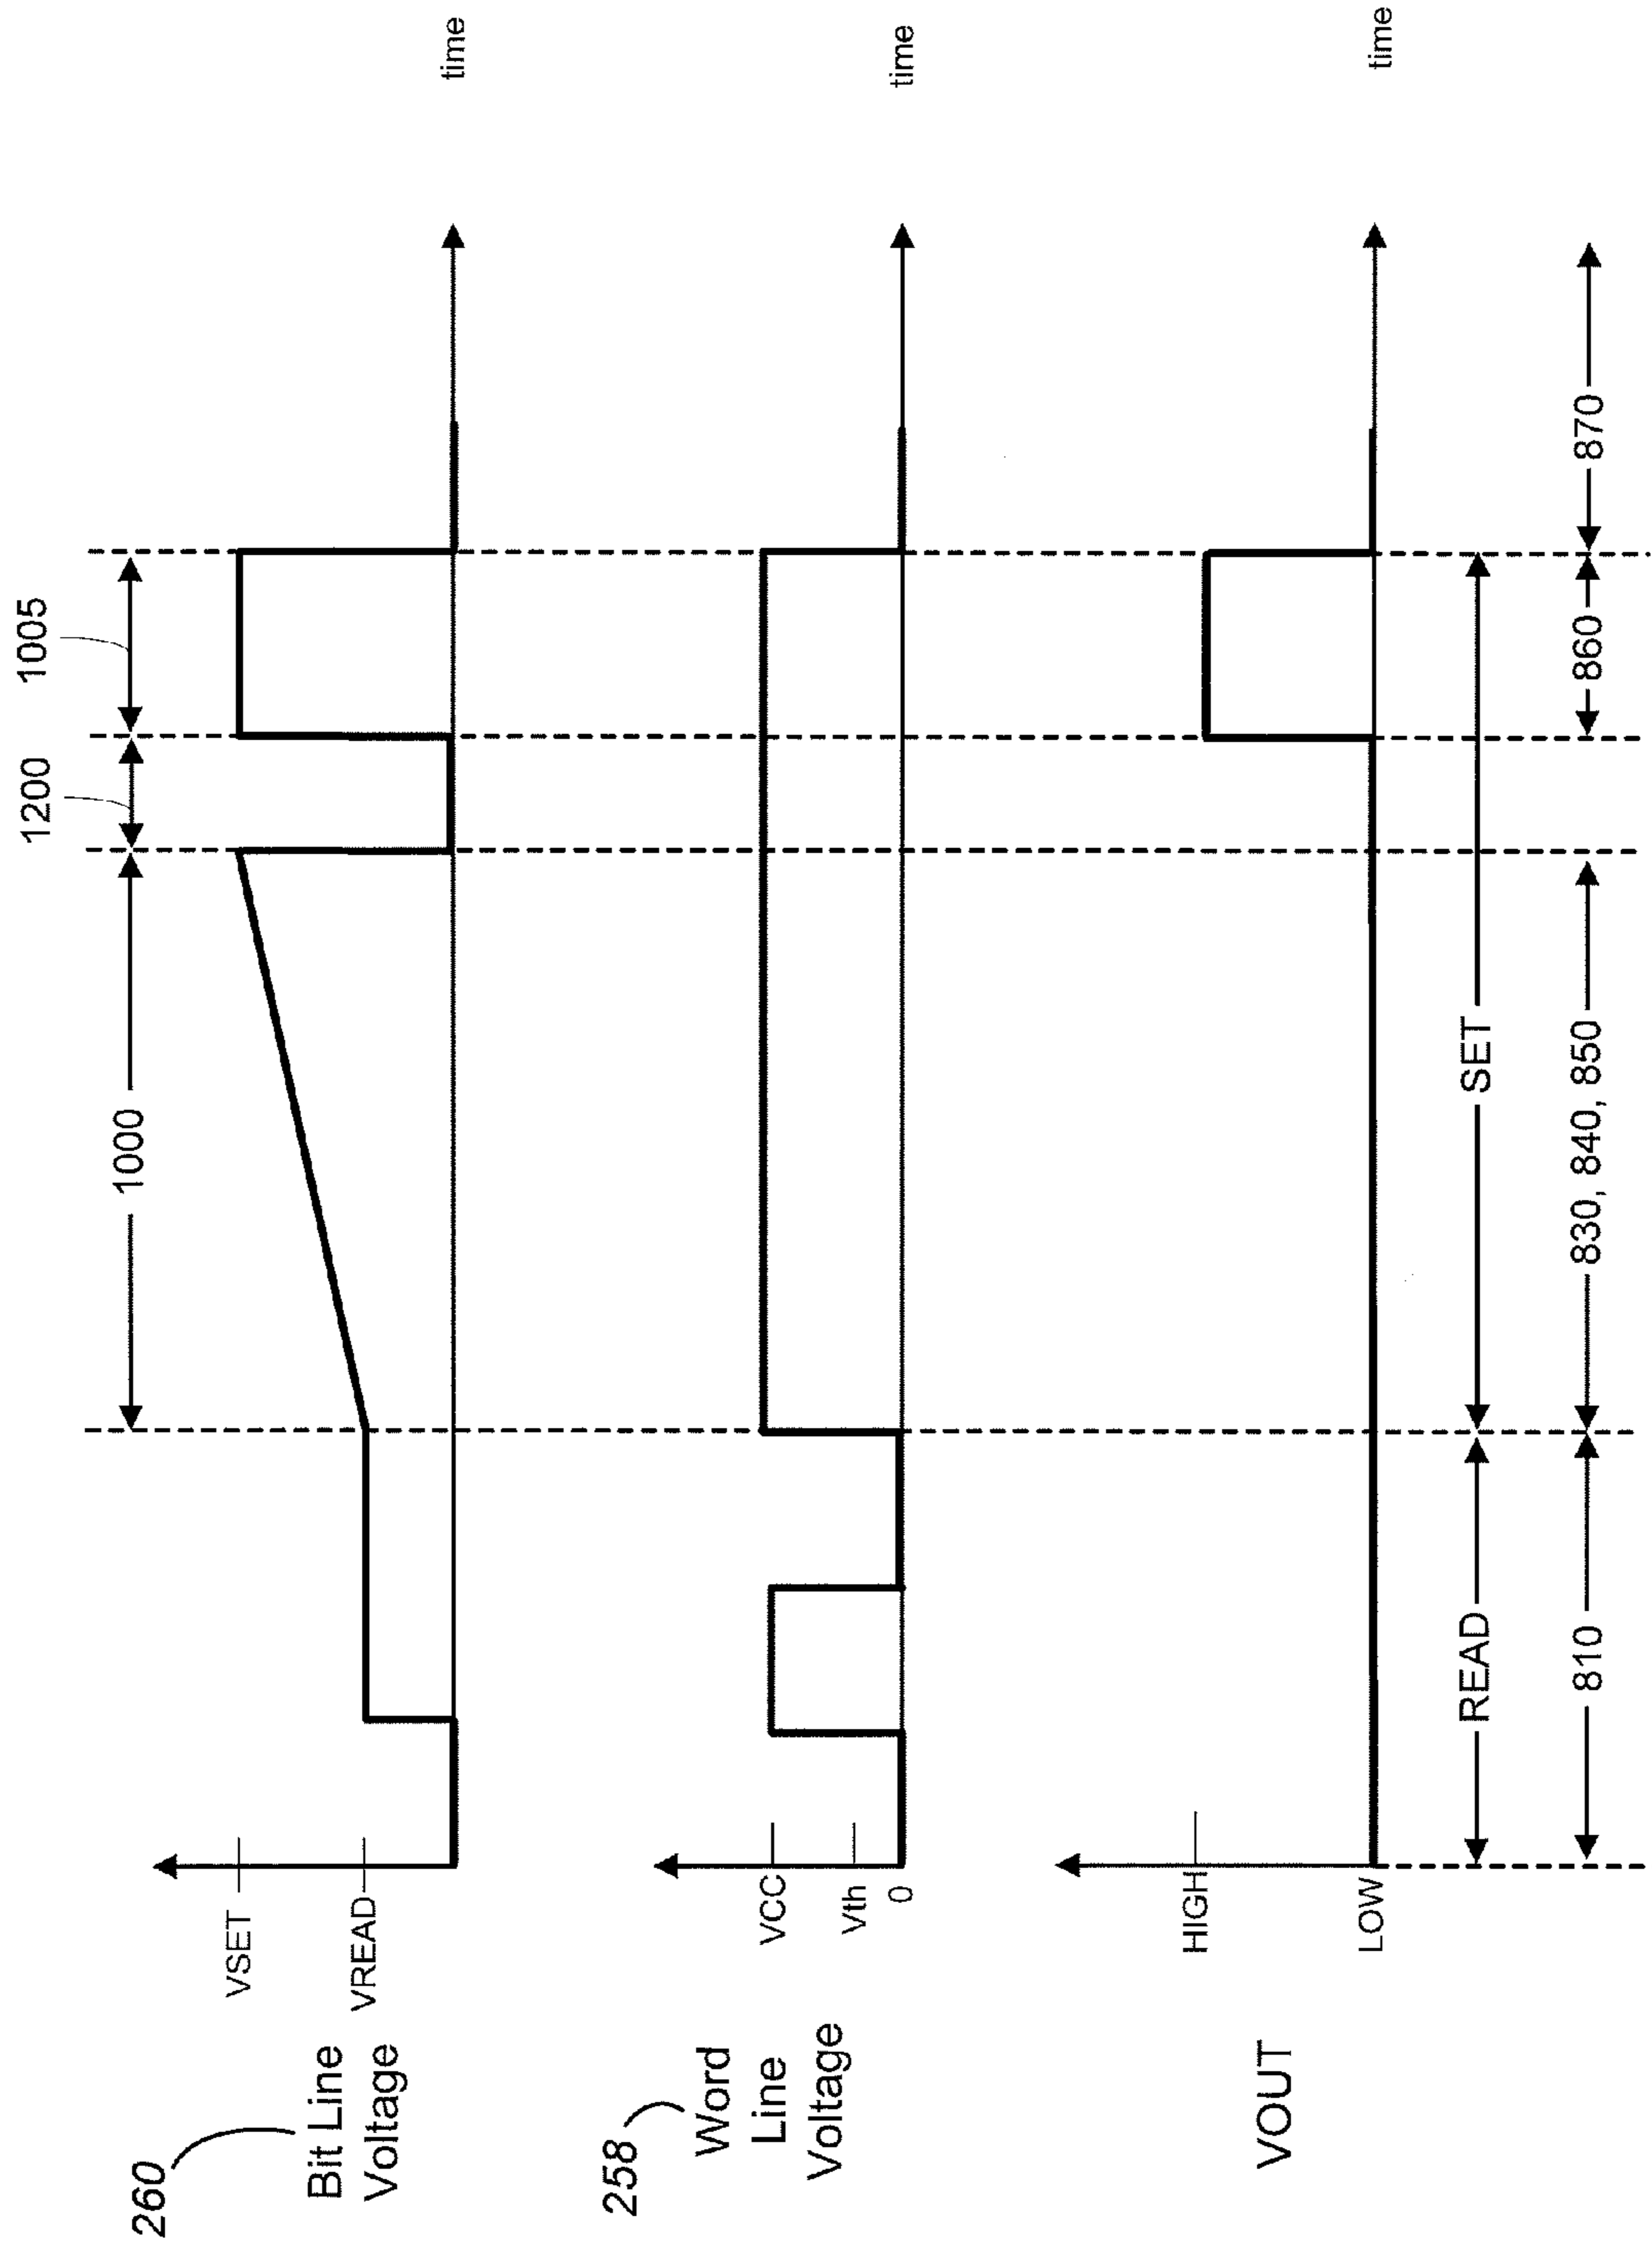 1000
1200
1005
260
Bit Line
Voltage
VSET
VREAD
time
258
Word
Line
Voltage
VCC
Vth
0
time
VOUT
HIGH
LOW
time
READ
SET
810
830, 840, 850
860
870